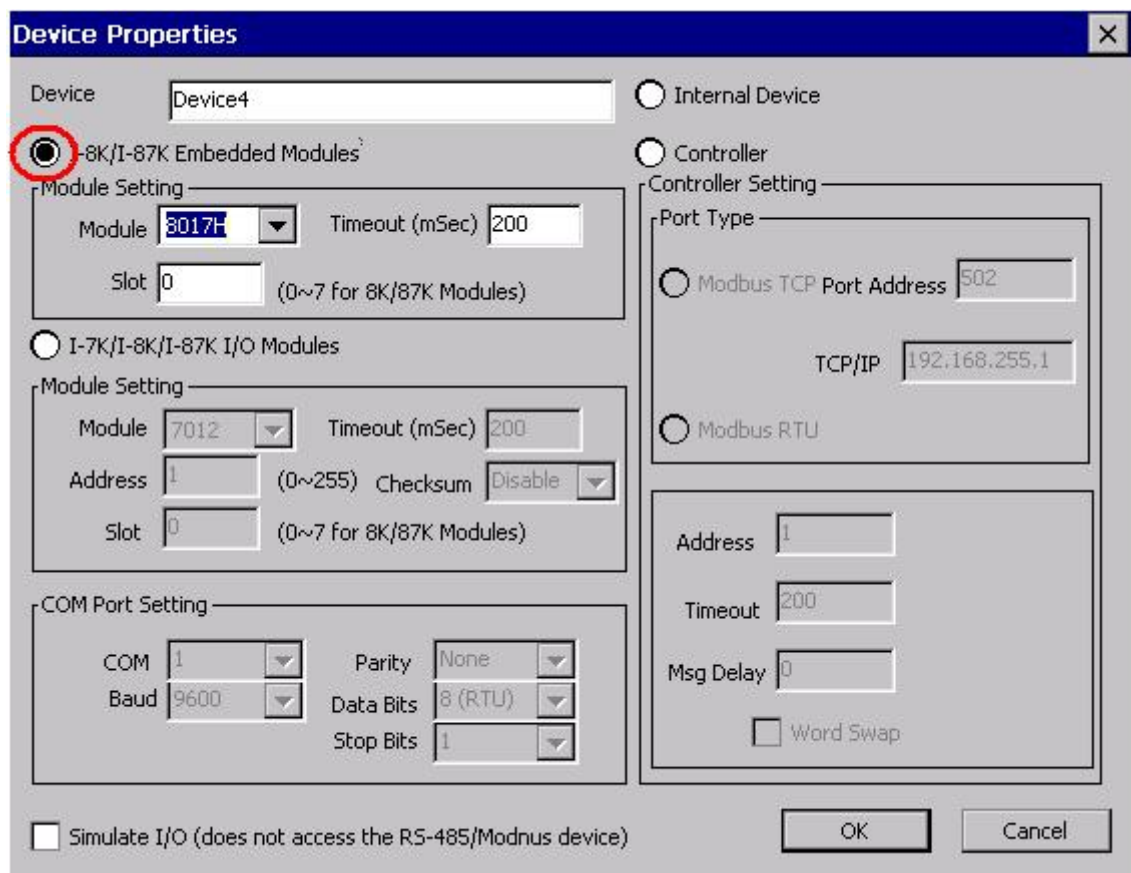 Device Properties
Device Device4
Internal Device
-8K/I-87K Embedded Modules
Controller
Module Setting
Module 8017H Timeout (mSec) 200
Slot 0 (0~7 for 8K/87K Modules)
I-7K/I-8K/I-87K I/O Modules
Module Setting
Module 7012 Timeout (mSec) 200
Address 1 (0~255) Checksum Disable
Slot 0 (0~7 for 8K/87K Modules)
COM Port Setting
COM 1 Parity None
Baud 9600 Data Bits 8 (RTU)
Stop Bits 1
Controller Setting
Port Type
Modbus TCP Port Address 502
TCP/IP 192.168.255.1
Modbus RTU
Address 1
Timeout 200
Msg Delay 0
Word Swap
Simulate I/O (does not access the RS-485/Modnus device)
OK Cancel